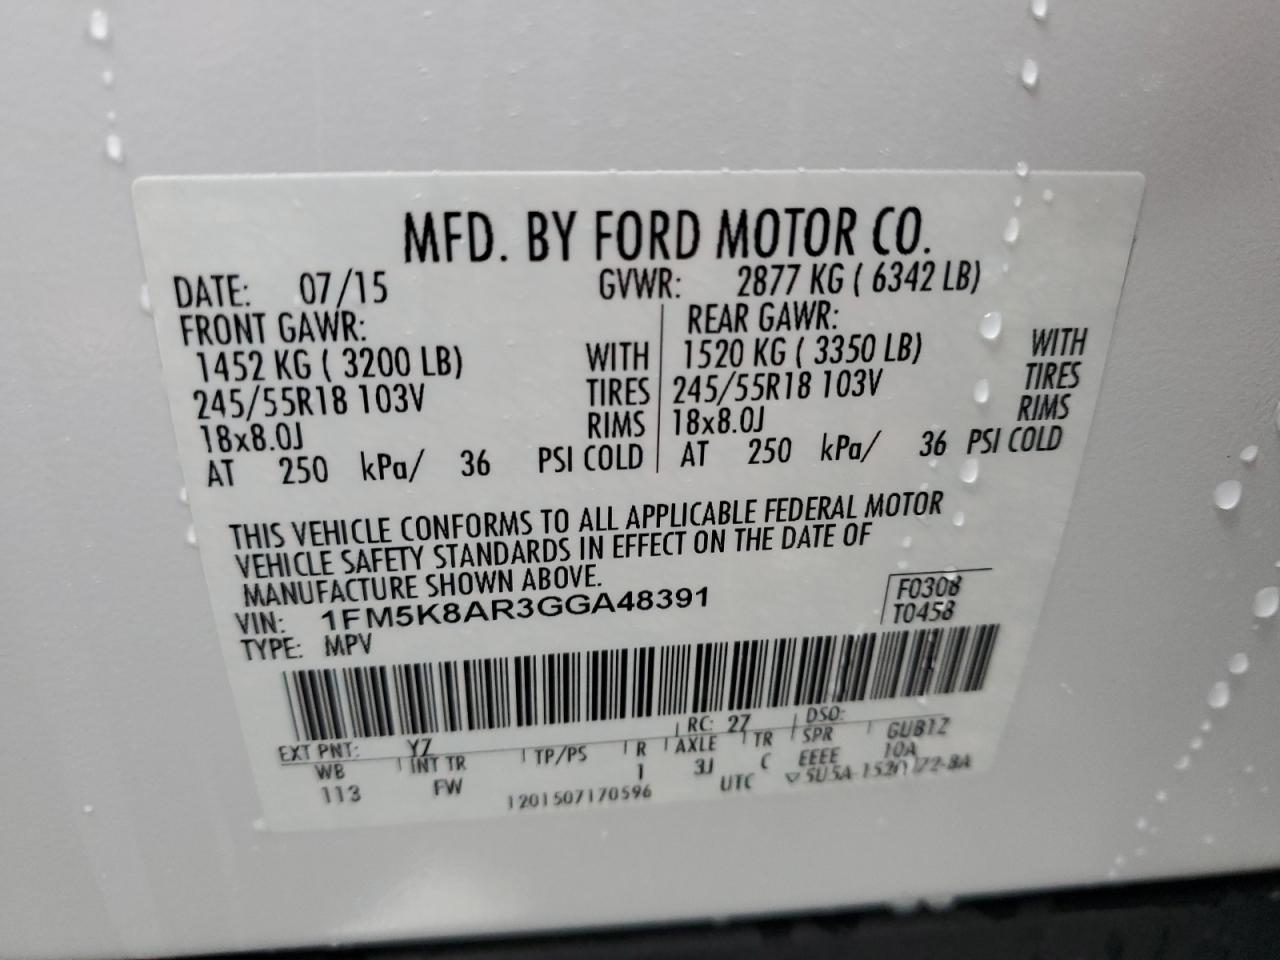 MFD. BY FORD MOTOR CO.
DATE: 07/15 GVWR: 2877 KG ( 6342 LB)
FRONT GAWR: REAR GAWR:
1452 KG ( 3200 LB) WITH 1520 KG ( 3350 LB) WITH
245/55R18 103V TIRES 245/55R18 103V TIRES
18x8.0J RIMS 18x8.0J RIMS
AT 250 kPa/ 36 PSI COLD AT 250 kPa/ 36 PSI COLD
THIS VEHICLE CONFORMS TO ALL APPLICABLE FEDERAL MOTOR
VEHICLE SAFETY STANDARDS IN EFFECT ON THE DATE OF
MANUFACTURE SHOWN ABOVE.
VIN: 1FM5K8AR3GGA48391 F0308
TYPE: MPV T0458
EXT PNT: YZ RC: 27 DSO:
WB INT TR TP/PS R AXLE TR SPR GUB1Z
113 FW 1 3J C EEEE 10A
1201507170596 UTC